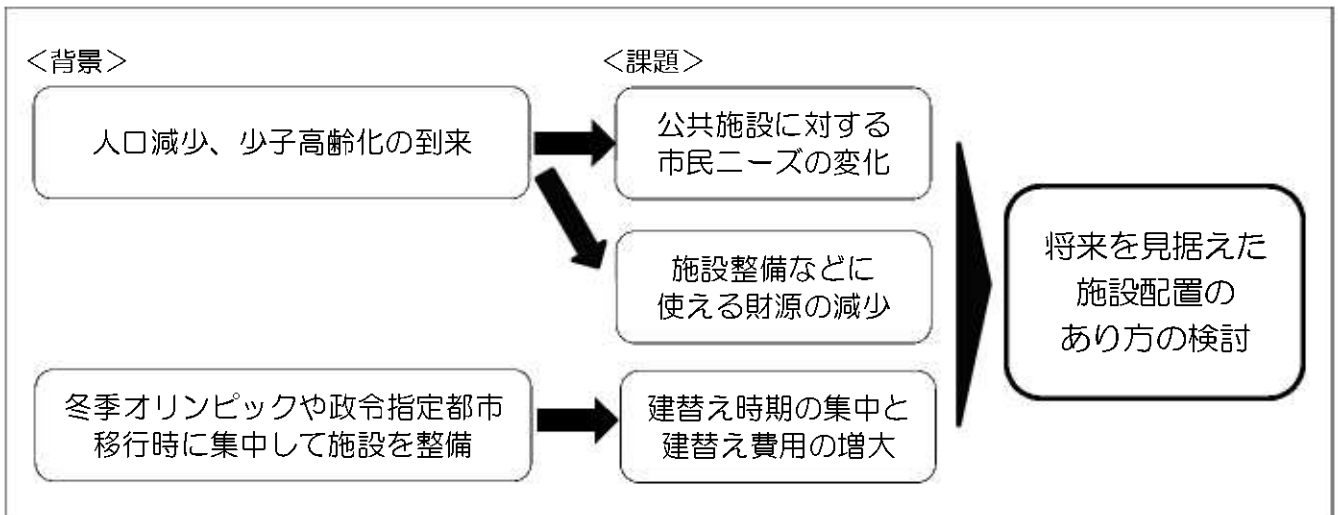 ＜背景＞
人口減少、少子高齢化の到来
冬季オリンピックや政令指定都市
移行時に集中して施設を整備
＜課題＞
公共施設に対する
市民ニーズの変化
施設整備などに
使える財源の減少
建替え時期の集中と
建替え費用の増大
将来を見据えた
施設配置の
あり方の検討